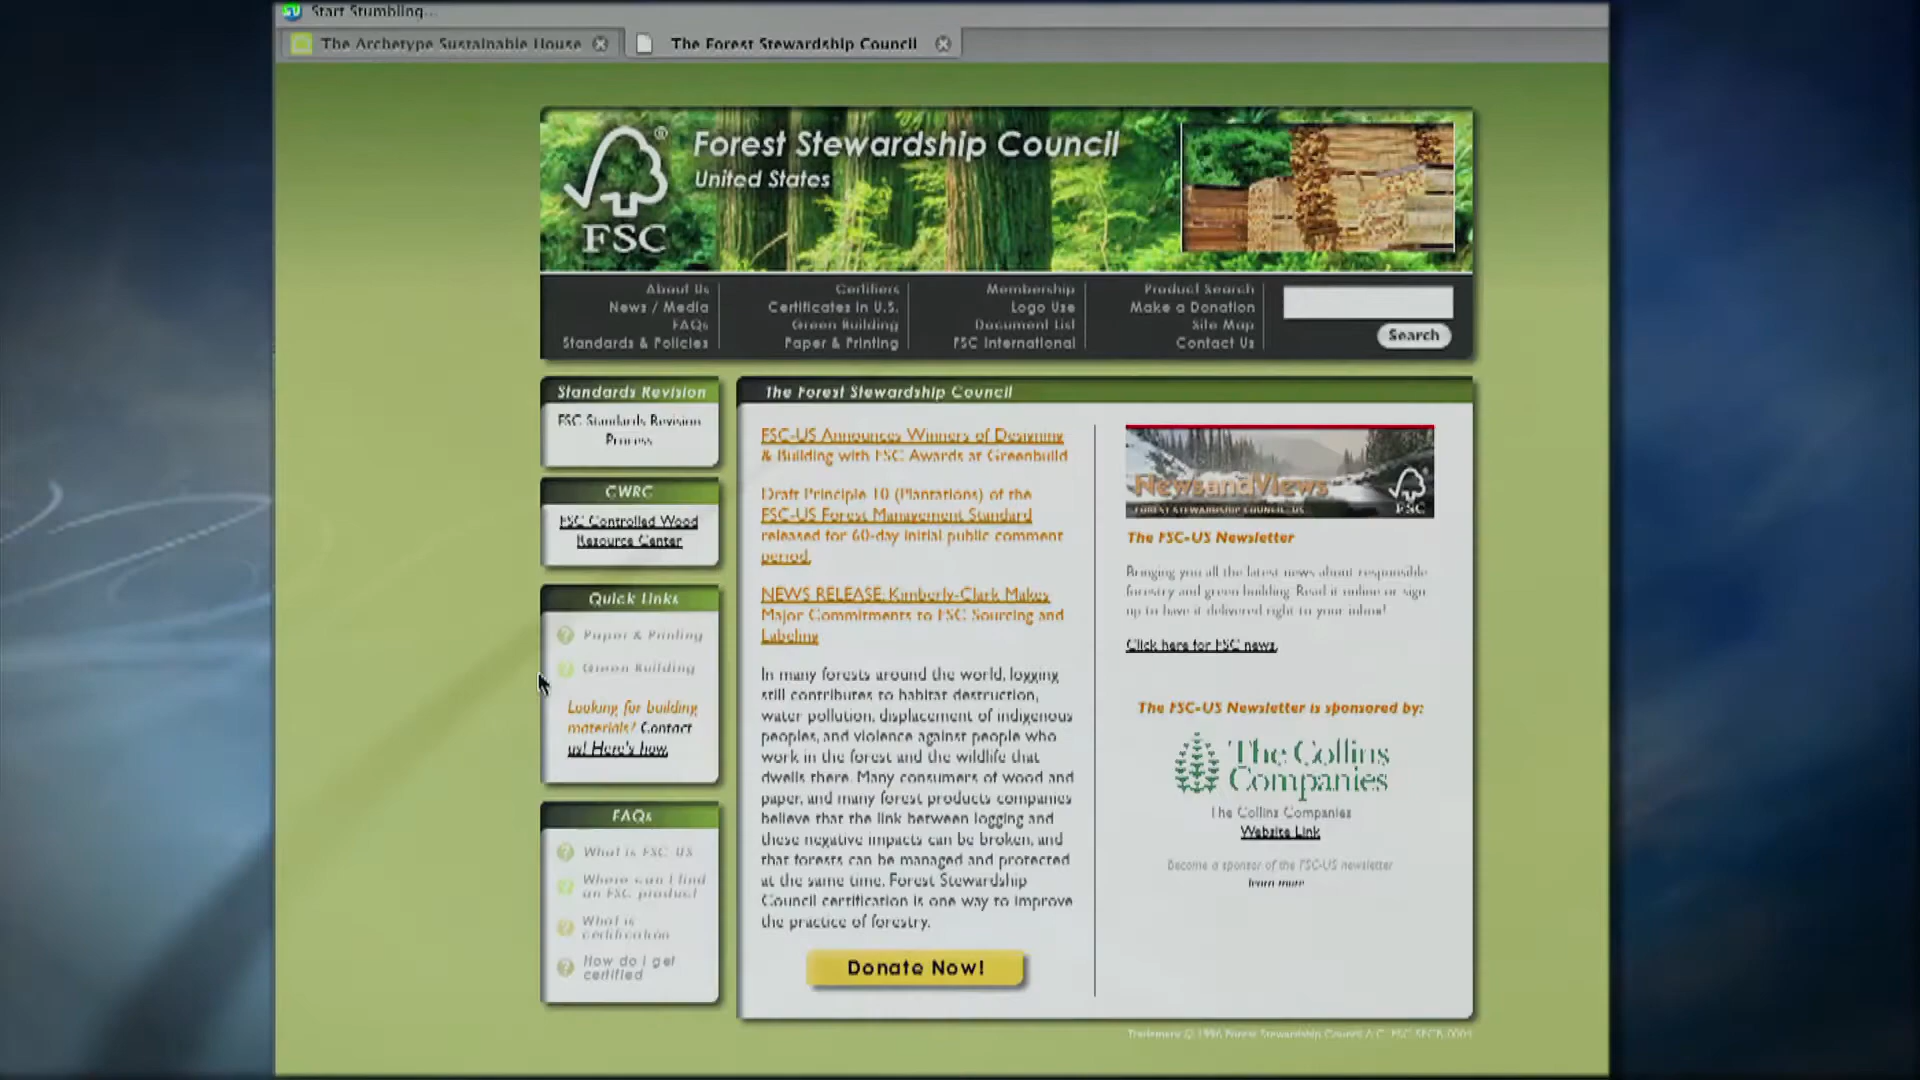 Start Stumbling...
The Archetype Sustainable House
The Forest Stewardship Council
Forest Stewardship Council
United States
FSC
About Us
News / Media
FAQs
Standards & Policies
Certifiers
Certificates in U.S.
Green Building
Paper & Printing
Membership
Logo Use
Document List
FSC International
Product Search
Make a Donation
Site Map
Contact Us
Search
Standards Revision
FSC Standards Revision
Process
CWRC
FSC Controlled Wood
Resource Center
Quick Links
Paper & Printing
Green Building
Looking for building
materials? Contact
us! Here's how.
FAQs
What is FSC-US
Where can I find
an FSC product
What is
certification
How do I get
certified
The Forest Stewardship Council
FSC-US Announces Winners of Designing
& Building with FSC Awards at Greenbuild
Draft Principle 10 (Plantations) of the
FSC-US Forest Management Standard
released for 60-day initial public comment
period.
NEWS RELEASE: Kimberly-Clark Makes
Major Commitments to FSC Sourcing and
Labeling
In many forests around the world, logging
still contributes to habitat destruction,
water pollution, displacement of indigenous
peoples, and violence against people who
work in the forest and the wildlife that
dwells there. Many consumers of wood and
paper, and many forest products companies
believe that the link between logging and
these negative impacts can be broken, and
that forests can be managed and protected
at the same time. Forest Stewardship
Council certification is one way to improve
the practice of forestry.
Donate Now!
NewsandViews
FOREST STEWARDSHIP COUNCIL-US
FSC
The FSC-US Newsletter
Bringing you all the latest news about responsible
forestry and green building. Read it online or sign
up to have it delivered right to your inbox!
Click here for FSC news.
The FSC-US Newsletter is sponsored by:
The Collins
Companies
The Collins Companies
Website Link
Become a sponsor of the FSC-US newsletter
learn more
Trademark © 1996 Forest Stewardship Council A.C.